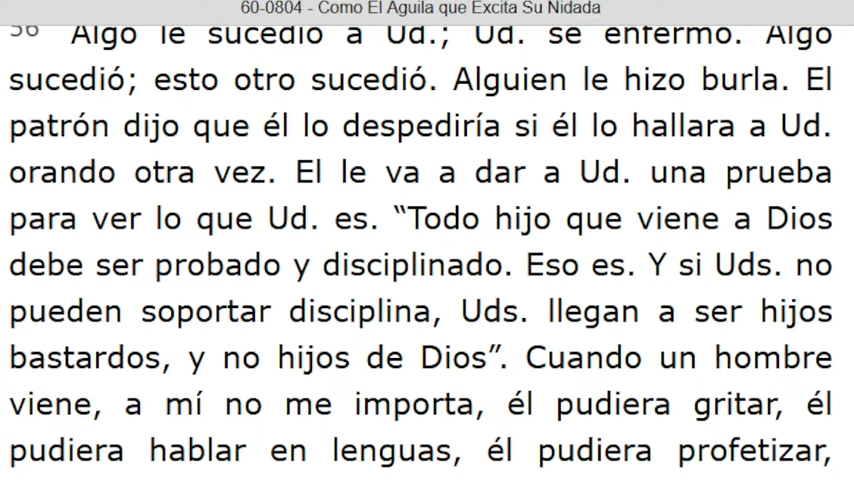 60-0804 - Como El Aguila que Excita Su Nidada
56 Algo le sucedió a Ud.; Ud. se enfermó. Algo
sucedió; esto otro sucedió. Alguien le hizo burla. El
patrón dijo que él lo despediría si él lo hallara a Ud.
orando otra vez. El le va a dar a Ud. una prueba
para ver lo que Ud. es. “Todo hijo que viene a Dios
debe ser probado y disciplinado. Eso es. Y si Uds. no
pueden soportar disciplina, Uds. llegan a ser hijos
bastardos, y no hijos de Dios”. Cuando un hombre
viene, a mí no me importa, él pudiera gritar, él
pudiera hablar en lenguas, él pudiera profetizar,